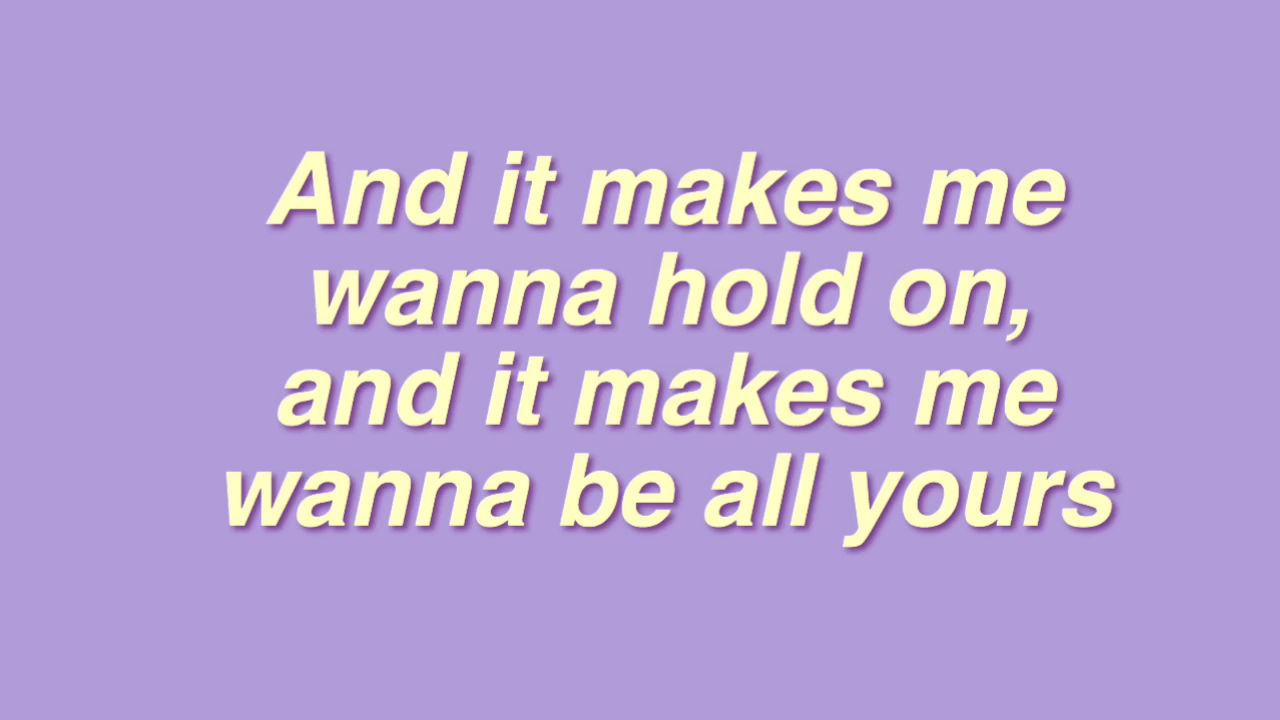 And it makes me
wanna hold on,
and it makes me
wanna be all yours